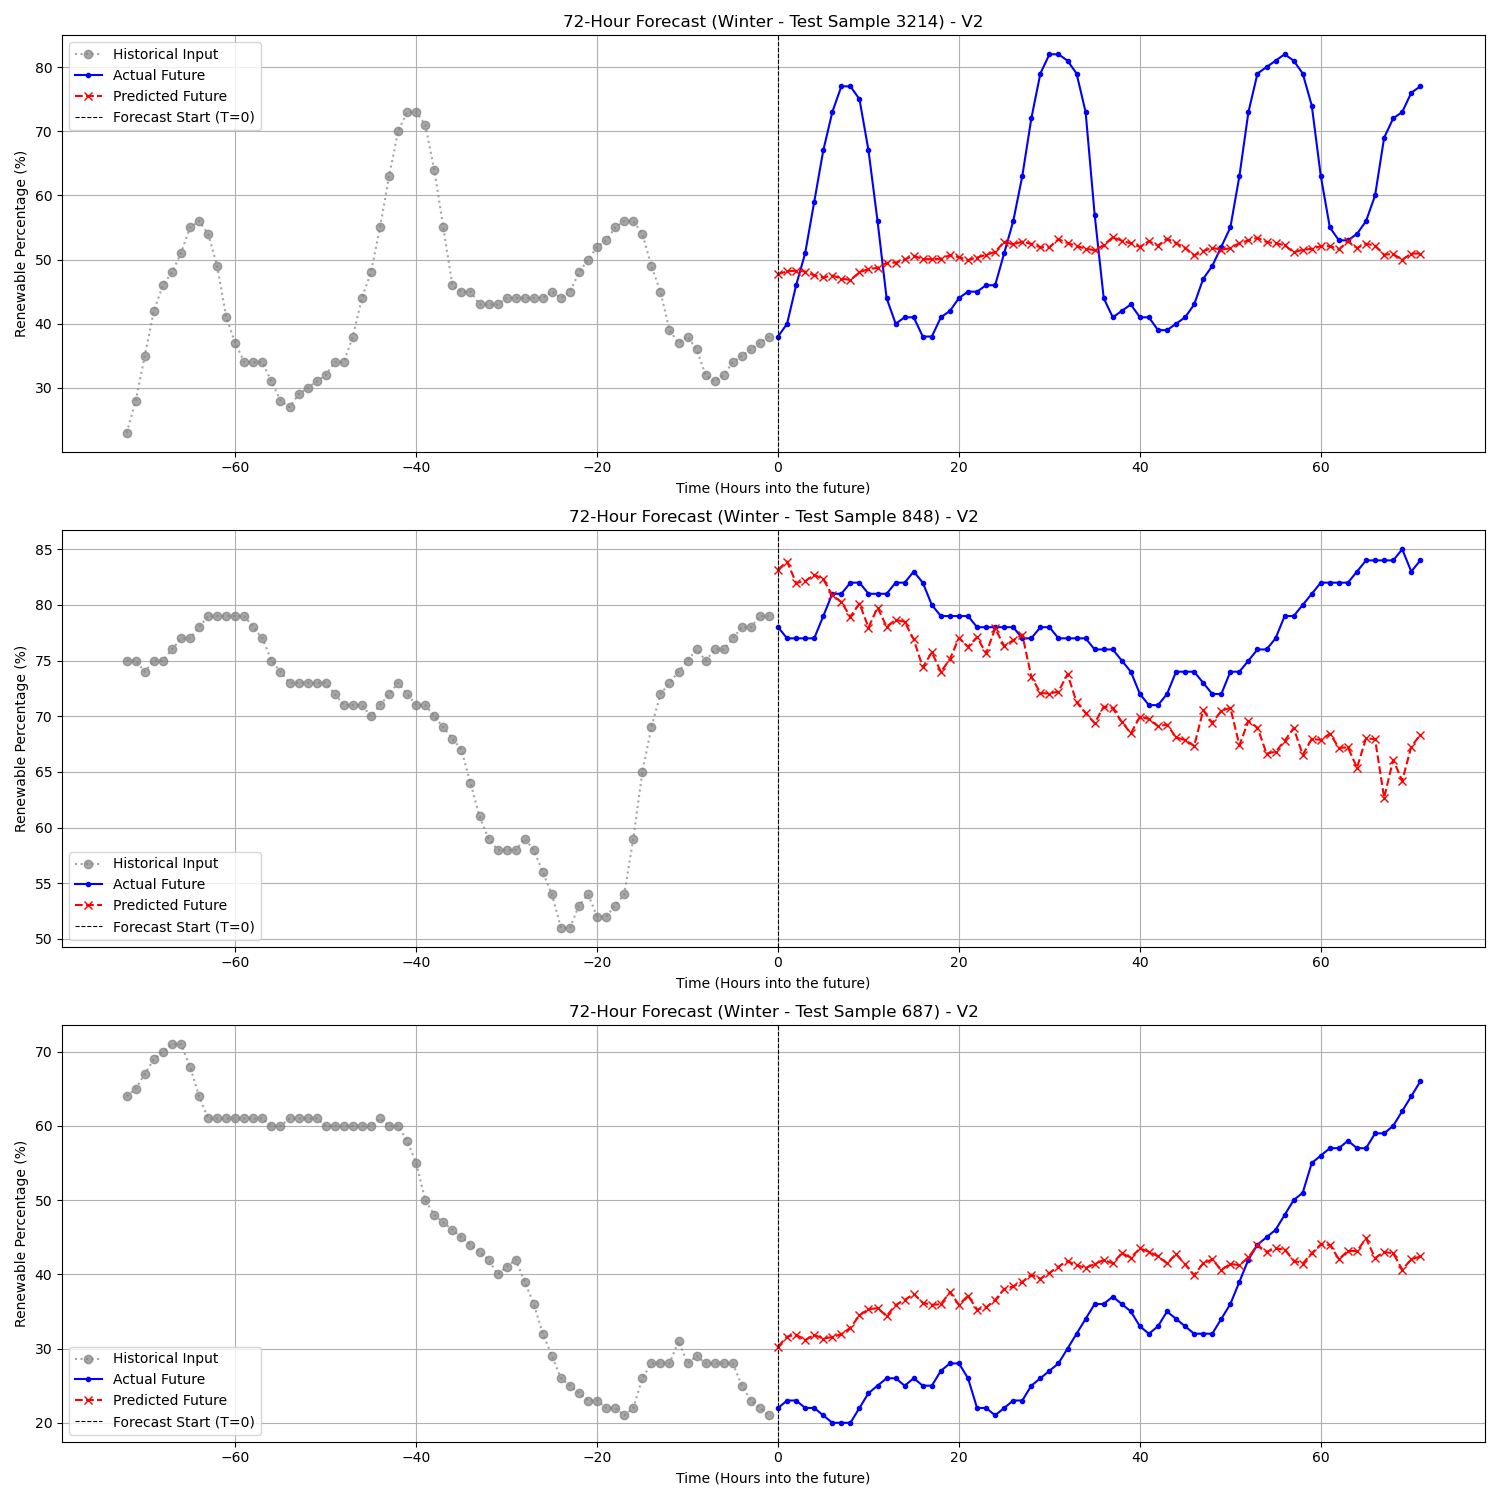 72-Hour Forecast (Winter - Test Sample 3214) - V2
Renewable Percentage (%)
80
70
60
50
40
30
Historical Input
Actual Future
Predicted Future
Forecast Start (T=0)
−60
−40
−20
0
20
40
60
Time (Hours into the future)
72-Hour Forecast (Winter - Test Sample 848) - V2
Renewable Percentage (%)
85
80
75
70
65
60
55
50
Historical Input
Actual Future
Predicted Future
Forecast Start (T=0)
−60
−40
−20
0
20
40
60
Time (Hours into the future)
72-Hour Forecast (Winter - Test Sample 687) - V2
Renewable Percentage (%)
70
60
50
40
30
20
Historical Input
Actual Future
Predicted Future
Forecast Start (T=0)
−60
−40
−20
0
20
40
60
Time (Hours into the future)